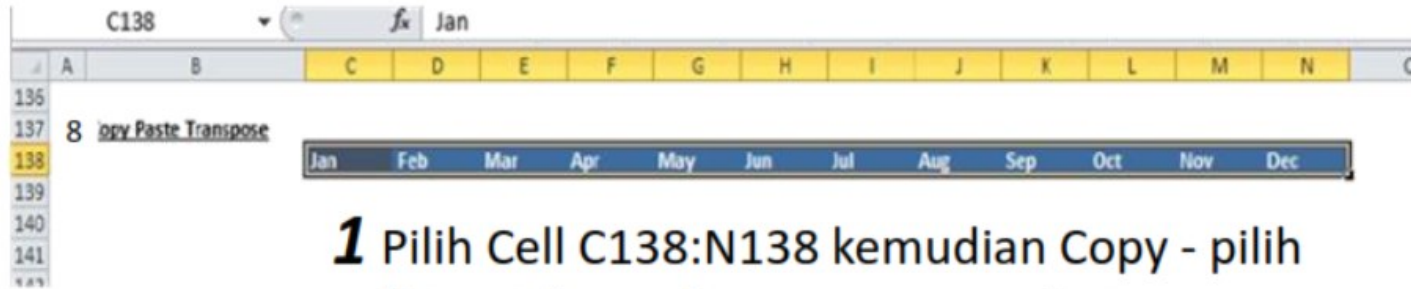 C138 fx Jan
A B C D E F G H I J K L M N
136
137 8 opy Paste Transpose
138 Jan Feb Mar Apr May Jun Jul Aug Sep Oct Nov Dec
139
140
141
1 Pilih Cell C138:N138 kemudian Copy - pilih